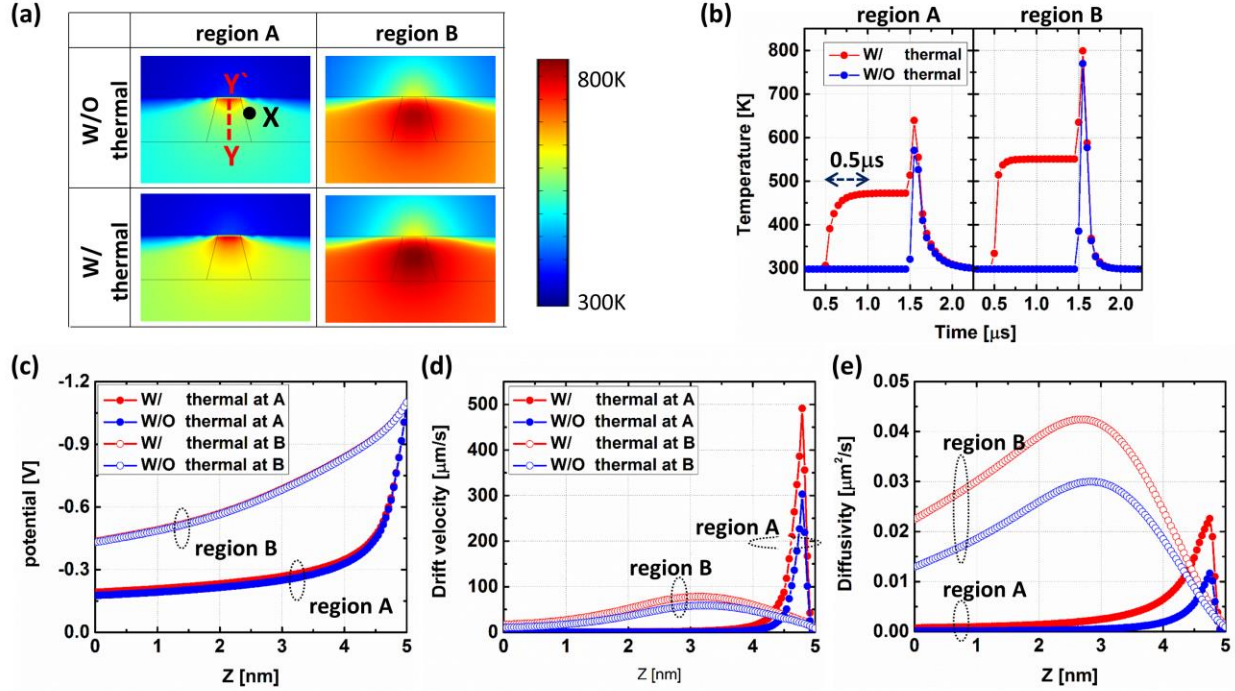 (a)
region A region B
W/O thermal
Y`
X
Y
W/ thermal
800K
300K
(b)
region A region B
W/ thermal
W/O thermal
0.5μs
Temperature [K]
800
700
600
500
400
300
0.5 1.0 1.5 2.0 0.5 1.0 1.5 2.0
Time [μs]
(c)
W/ thermal at A
W/O thermal at A
W/ thermal at B
W/O thermal at B
region B
region A
potential [V]
-1.2
-0.9
-0.6
-0.3
0.0
0 1 2 3 4 5
Z [nm]
(d)
W/ thermal at A
W/O thermal at A
W/ thermal at B
W/O thermal at B
region A
region B
Drift velocity [μm/s]
500
400
300
200
100
0
0 1 2 3 4 5
Z [nm]
(e)
region B
region A
Diffusivity [μm²/s]
0.05
0.04
0.03
0.02
0.01
0.00
0 1 2 3 4 5
Z [nm]